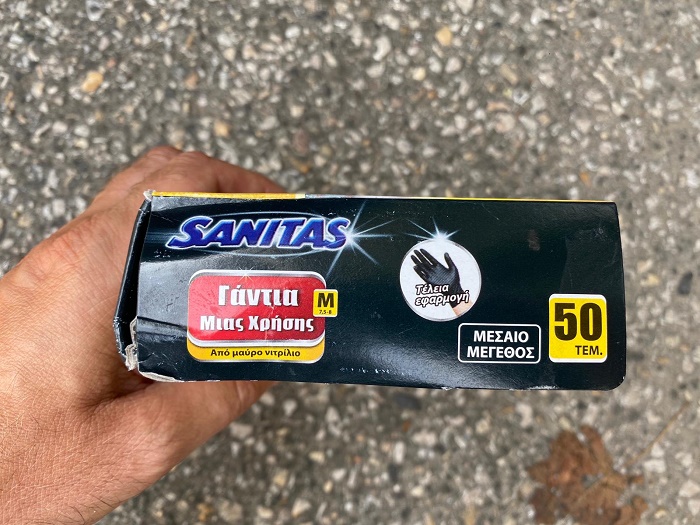 SANITAS
Γάντια
Μιας Χρήσης
M
7,5-8
Από μαύρο νιτρίλιο
Τέλεια
εφαρμογή
ΜΕΣΑΙΟ
ΜΕΓΕΘΟΣ
50
ΤΕΜ.